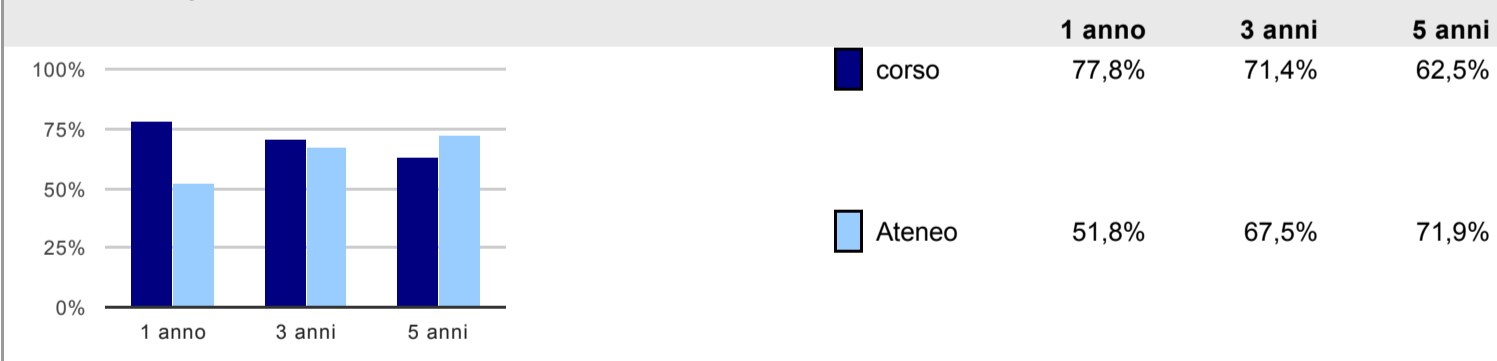 1 anno 3 anni 5 anni
100%
75%
50%
25%
0%
1 anno 3 anni 5 anni
corso 77,8% 71,4% 62,5%
Ateneo 51,8% 67,5% 71,9%